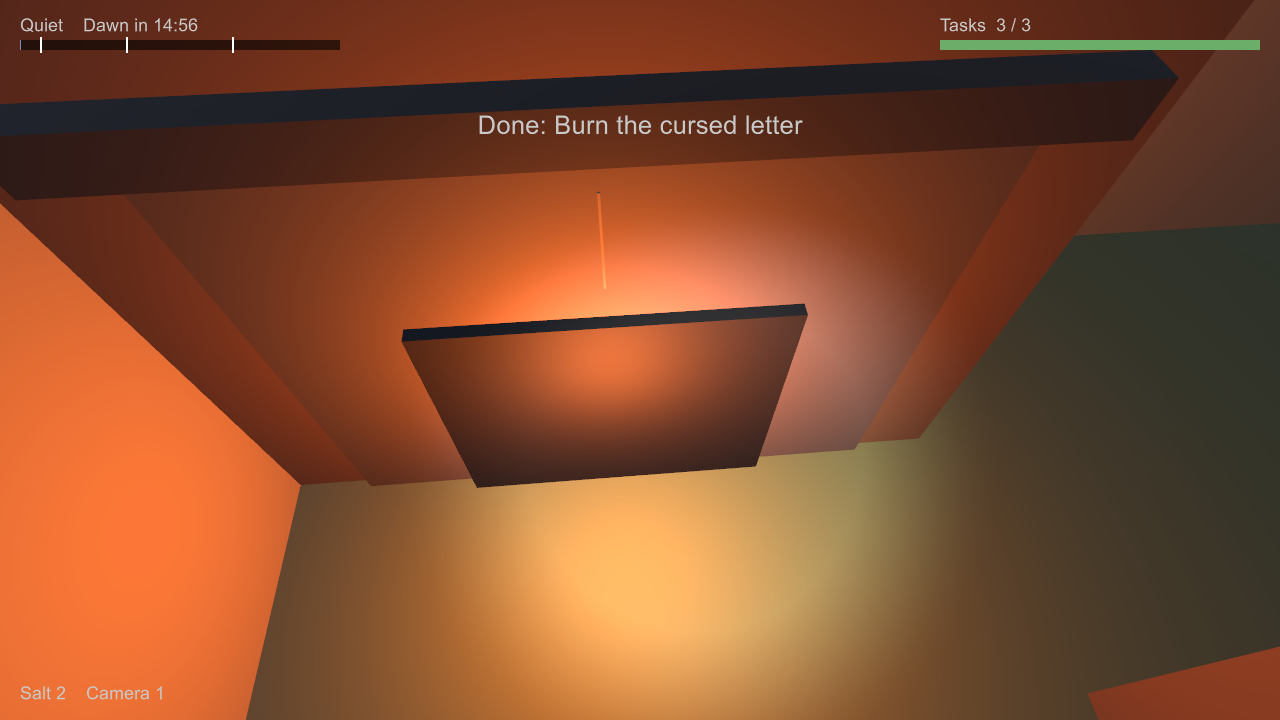 Quiet Dawn in 14:56
Tasks 3 / 3
Done: Burn the cursed letter
Salt 2 Camera 1